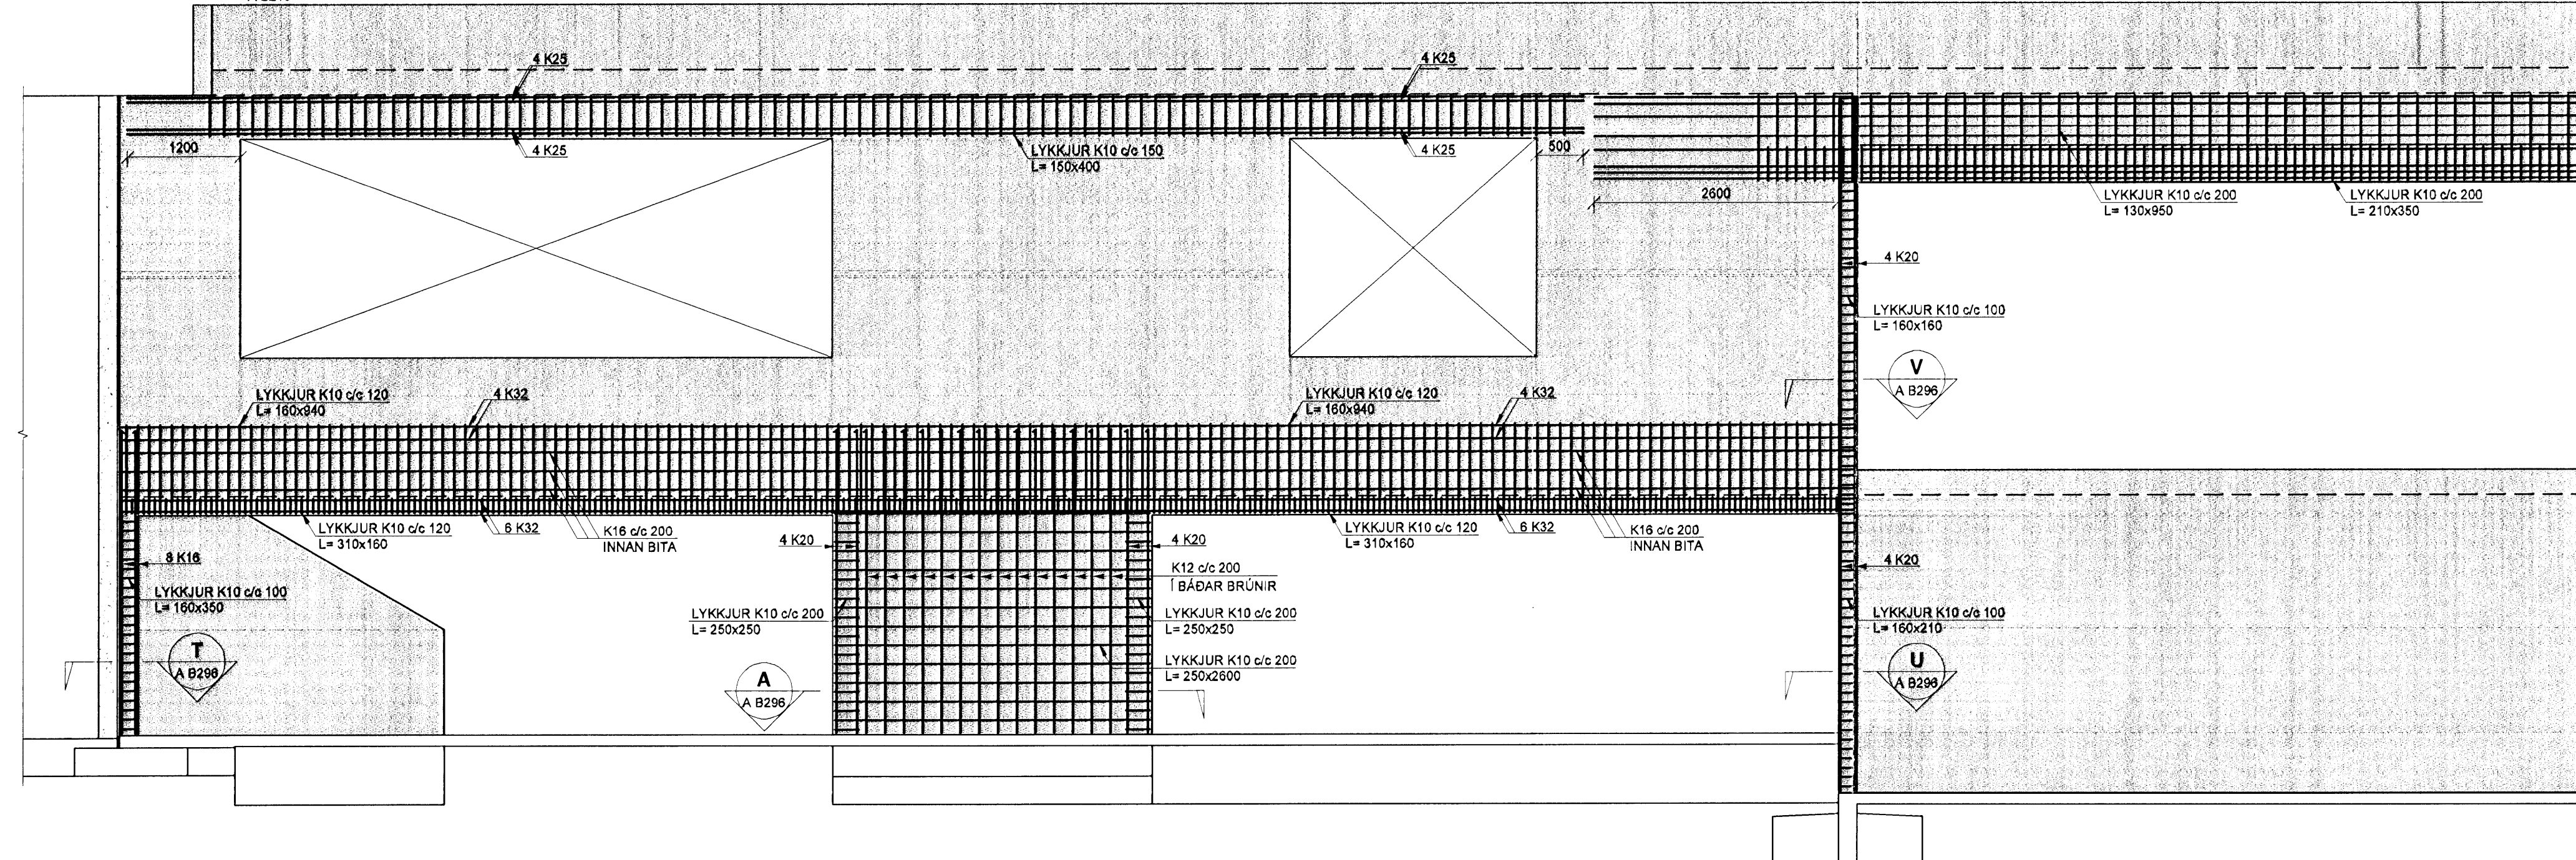 4 K25
4 K25
1200
4 K25
LYKKJUR K10 c/c 150
L= 150x400
4 K25
500
2600
LYKKJUR K10 c/c 200
L= 130x950
LYKKJUR K10 c/c 200
L= 210x350
4 K20
LYKKJUR K10 c/c 100
L= 160x160
V
A B296
LYKKJUR K10 c/c 120
L= 160x940
4 K32
LYKKJUR K10 c/c 120
L= 160x940
4 K32
LYKKJUR K10 c/c 120
L= 310x160
6 K32
K16 c/c 200
INNAN BITA
4 K20
4 K20
LYKKJUR K10 c/c 120
L= 310x160
6 K32
K16 c/c 200
INNAN BITA
8 K16
LYKKJUR K10 c/c 100
L= 160x350
K12 c/c 200
Í BÁÐAR BRÚNIR
LYKKJUR K10 c/c 200
L= 250x250
LYKKJUR K10 c/c 200
L= 250x250
LYKKJUR K10 c/c 200
L= 250x2600
4 K20
LYKKJUR K10 c/c 100
L= 160x210
T
A B296
A
A B296
U
A B296